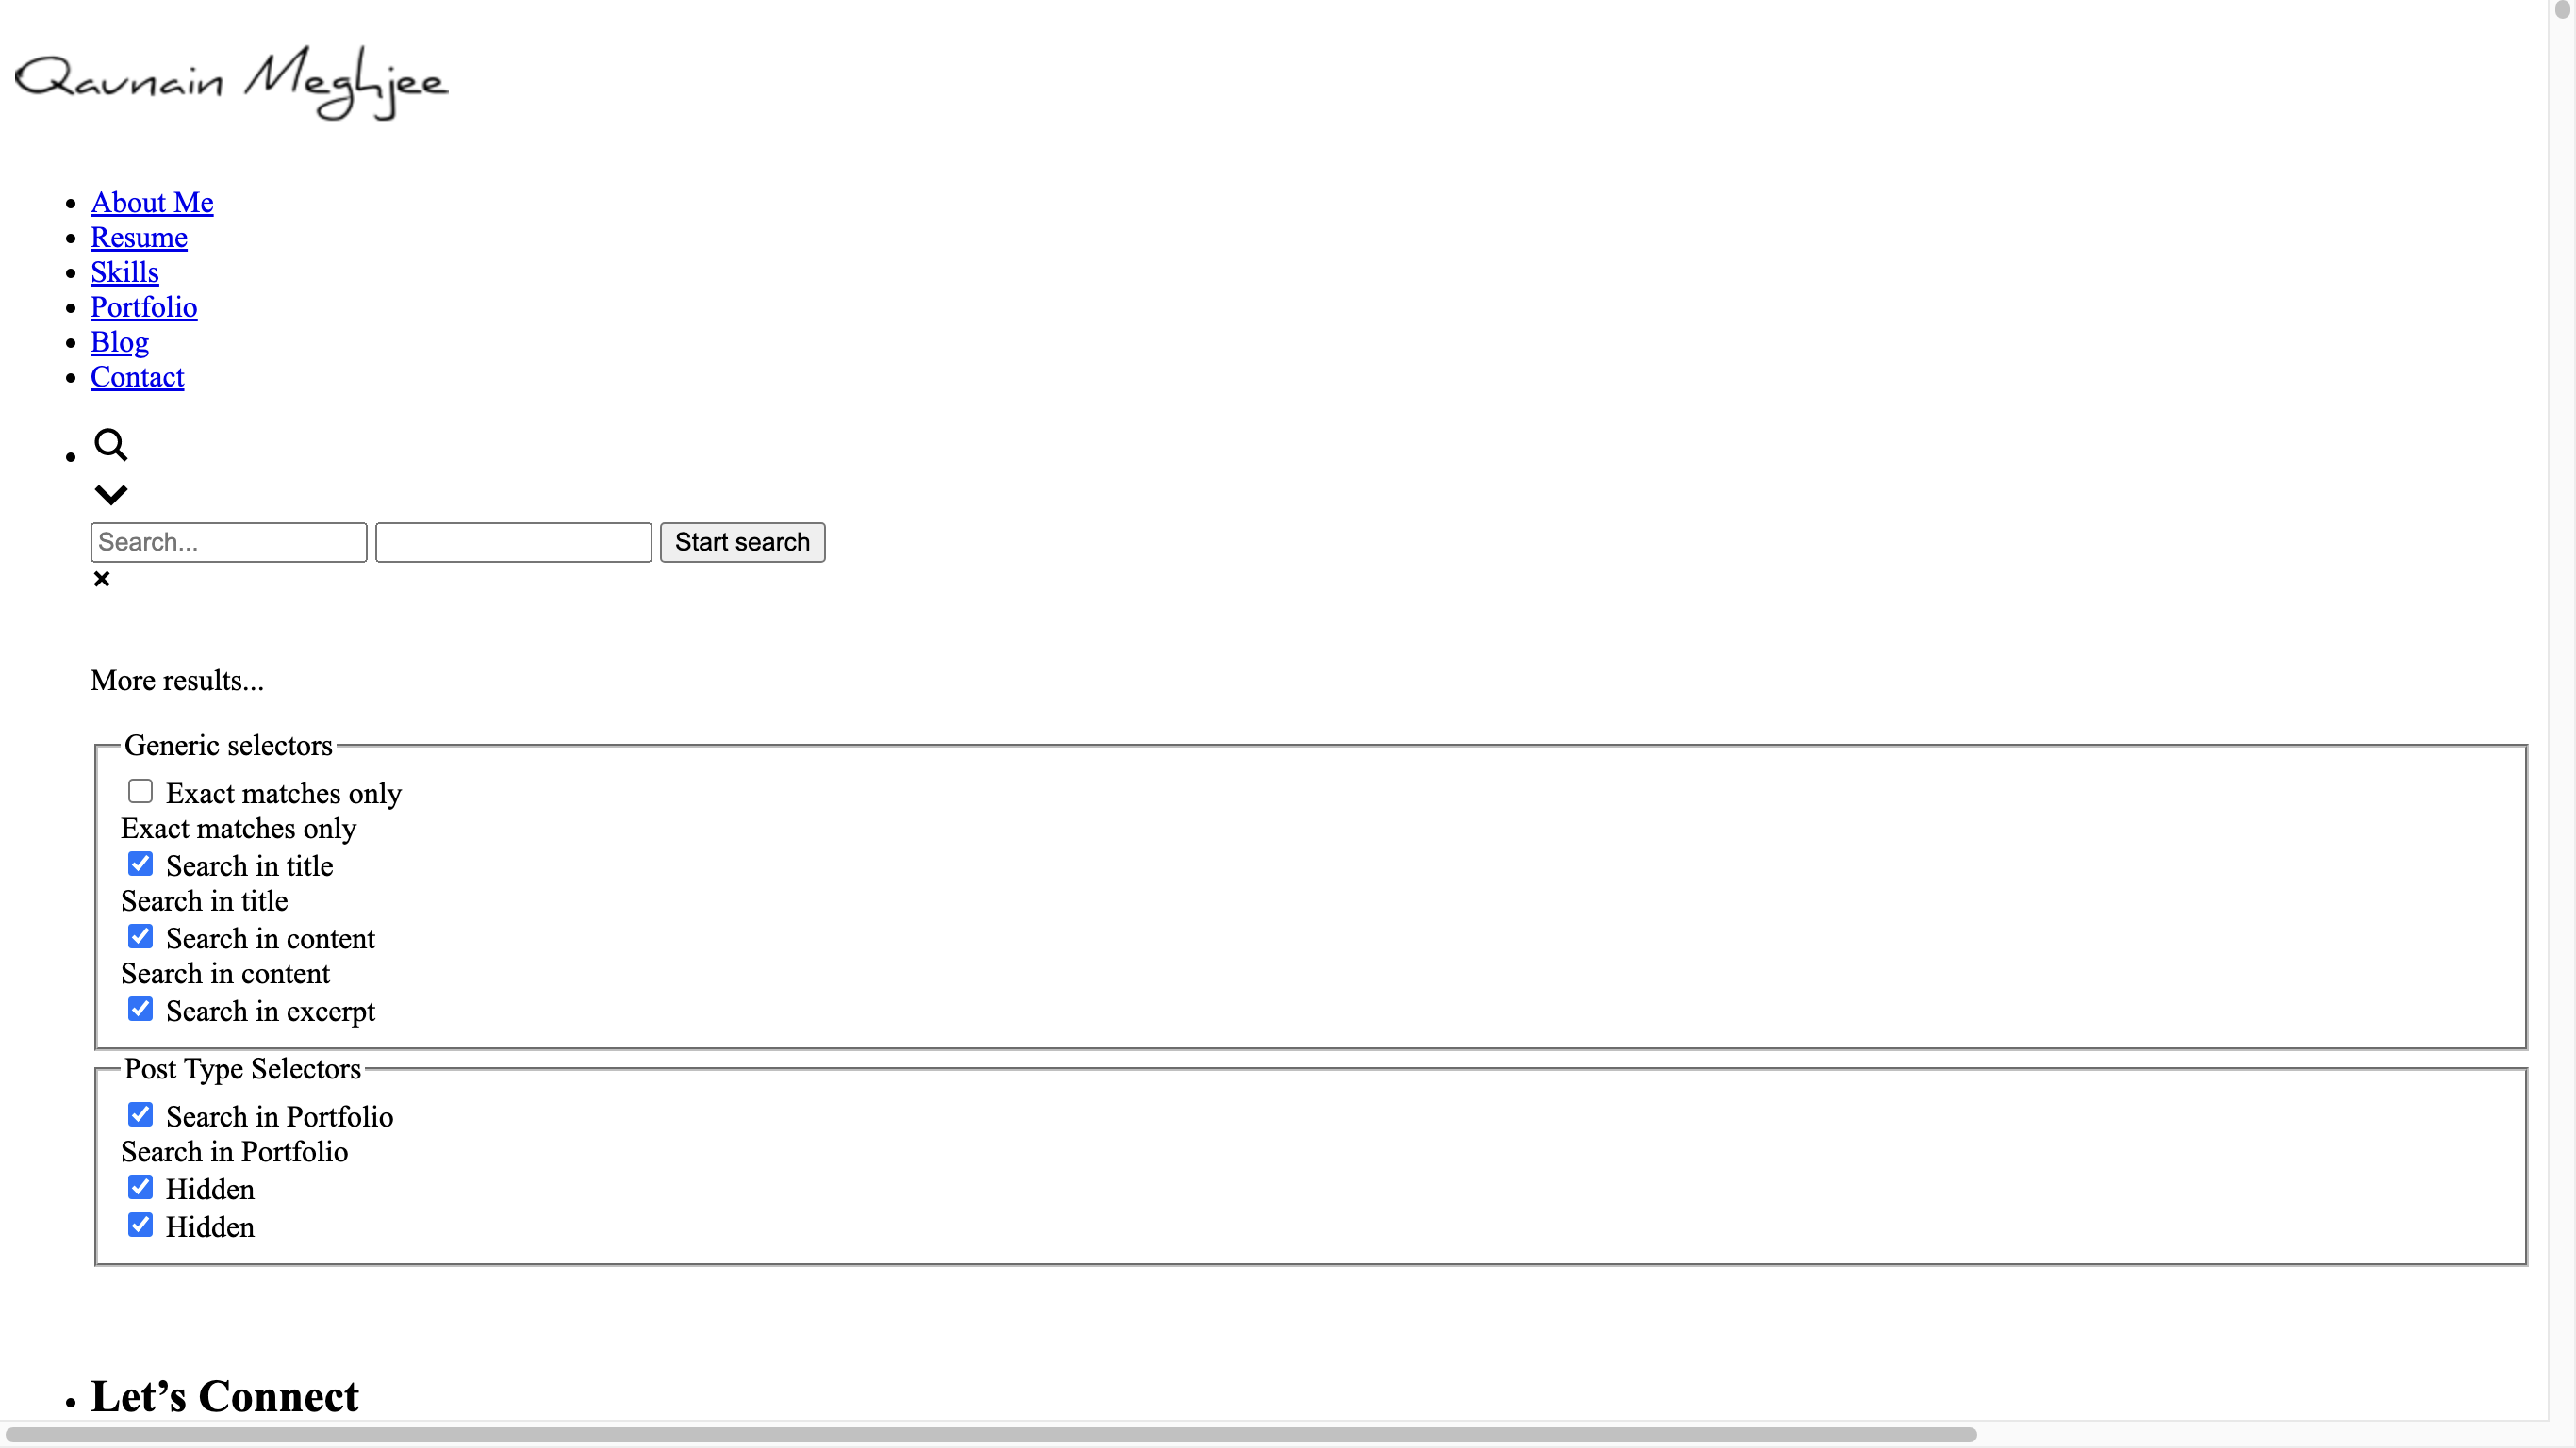 Qaunain Meghjee
About Me
Resume
Skills
Portfolio
Blog
Contact
Search... Start search
More results...
Generic selectors
Exact matches only
Exact matches only
Search in title
Search in title
Search in content
Search in content
Search in excerpt
Post Type Selectors
Search in Portfolio
Search in Portfolio
Hidden
Hidden
Let’s Connect